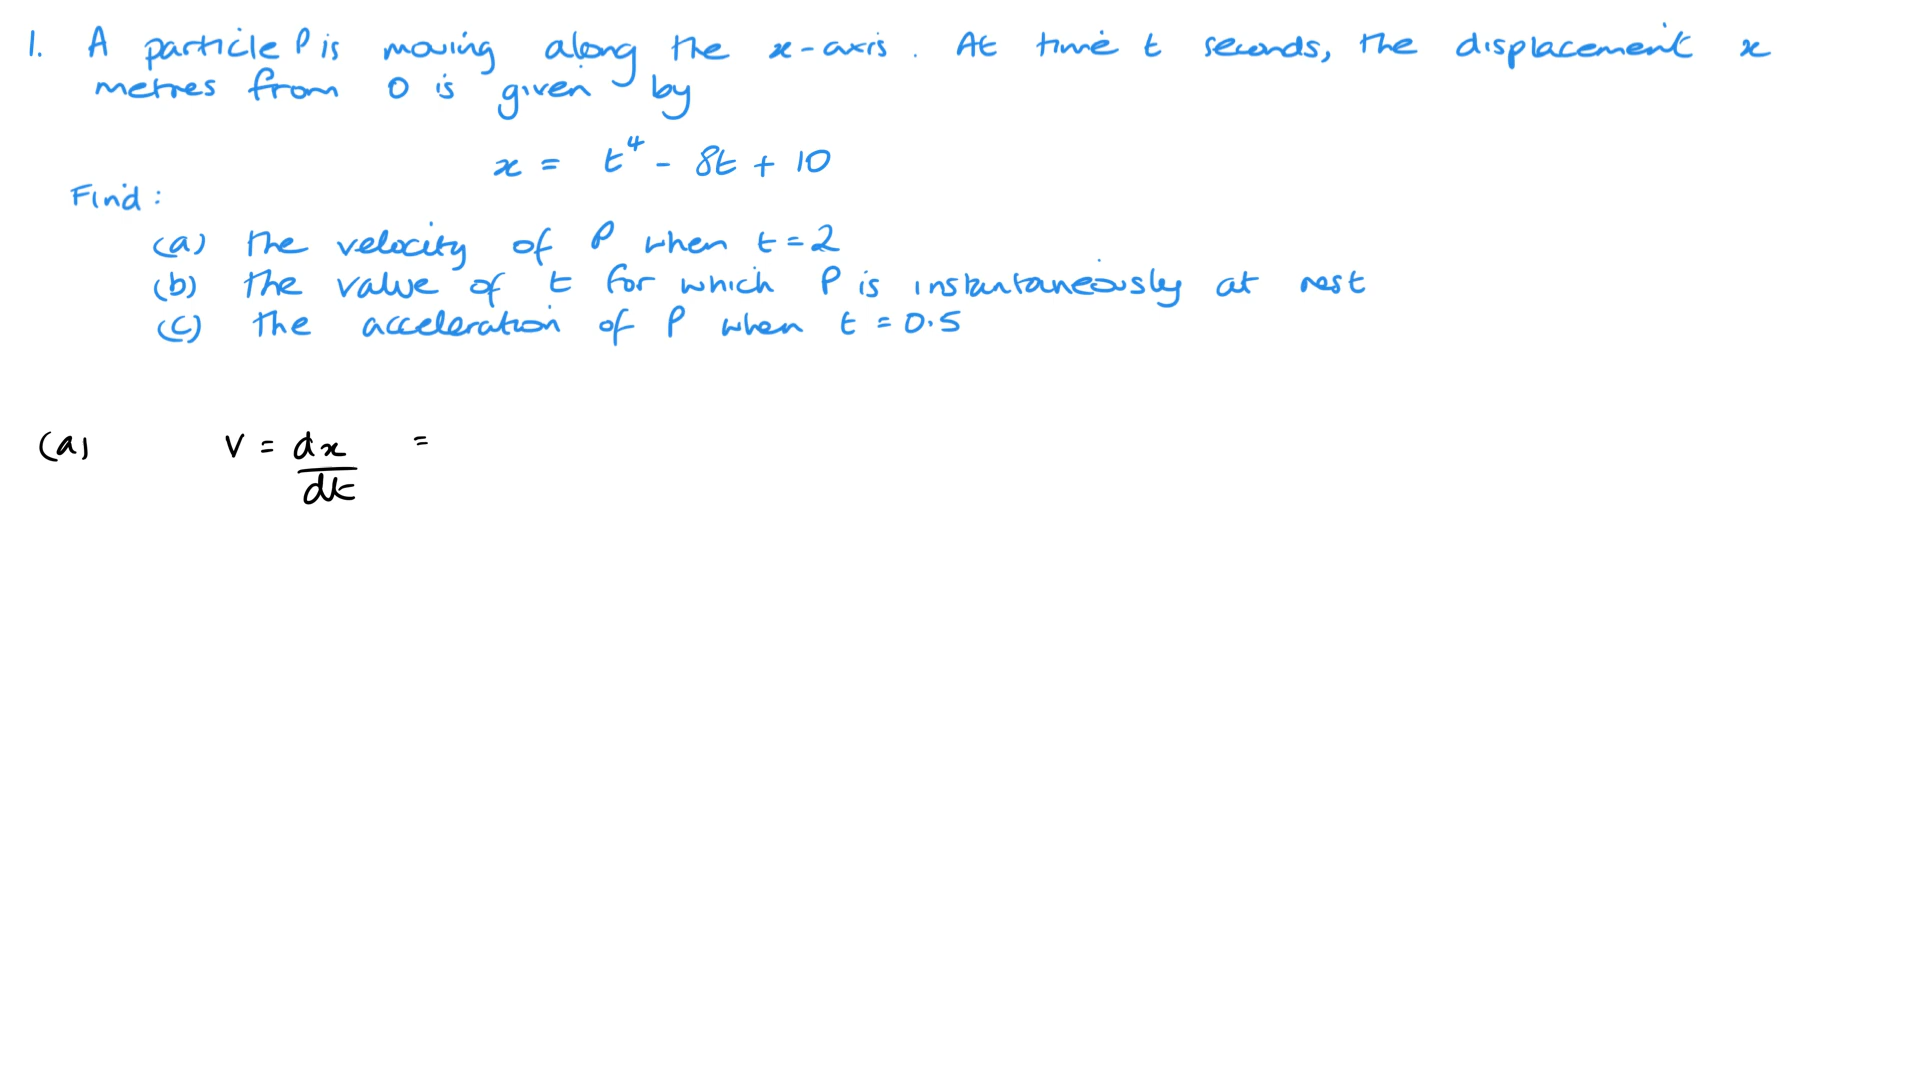 1. A particle P is moving along the x-axis. At time t seconds, the displacement x
metres from O is given by
x = t⁴ - 8t + 10
Find:
(a) the velocity of P when t = 2
(b) the value of t for which P is instantaneously at rest
(c) the acceleration of P when t = 0.5
(a) v = dx/dt =